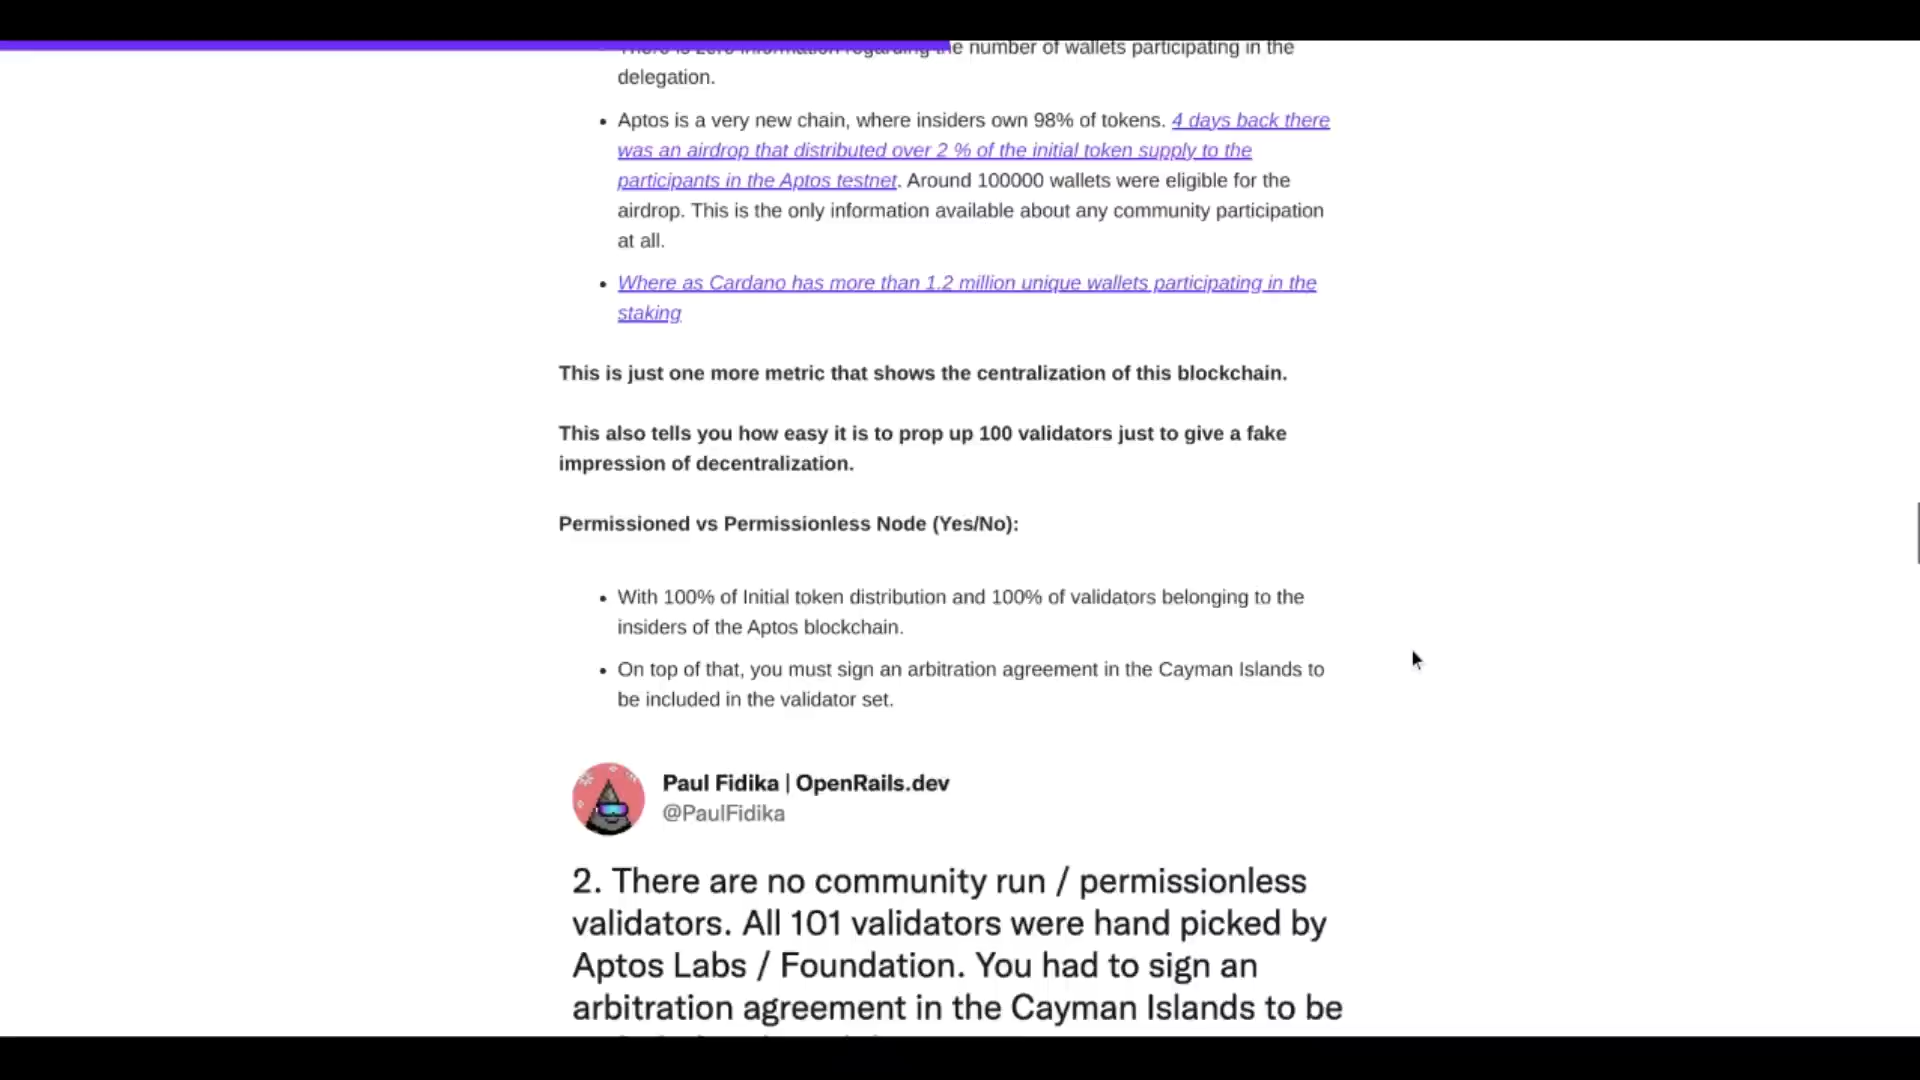 There is zero information regarding the number of wallets participating in the
delegation.
Aptos is a very new chain, where insiders own 98% of tokens. 4 days back there
was an airdrop that distributed over 2 % of the initial token supply to the
participants in the Aptos testnet. Around 100000 wallets were eligible for the
airdrop. This is the only information available about any community participation
at all.
Where as Cardano has more than 1.2 million unique wallets participating in the
staking
This is just one more metric that shows the centralization of this blockchain.
This also tells you how easy it is to prop up 100 validators just to give a fake
impression of decentralization.
Permissioned vs Permissionless Node (Yes/No):
With 100% of Initial token distribution and 100% of validators belonging to the
insiders of the Aptos blockchain.
On top of that, you must sign an arbitration agreement in the Cayman Islands to
be included in the validator set.
Paul Fidika | OpenRails.dev
@PaulFidika
2. There are no community run / permissionless
validators. All 101 validators were hand picked by
Aptos Labs / Foundation. You had to sign an
arbitration agreement in the Cayman Islands to be